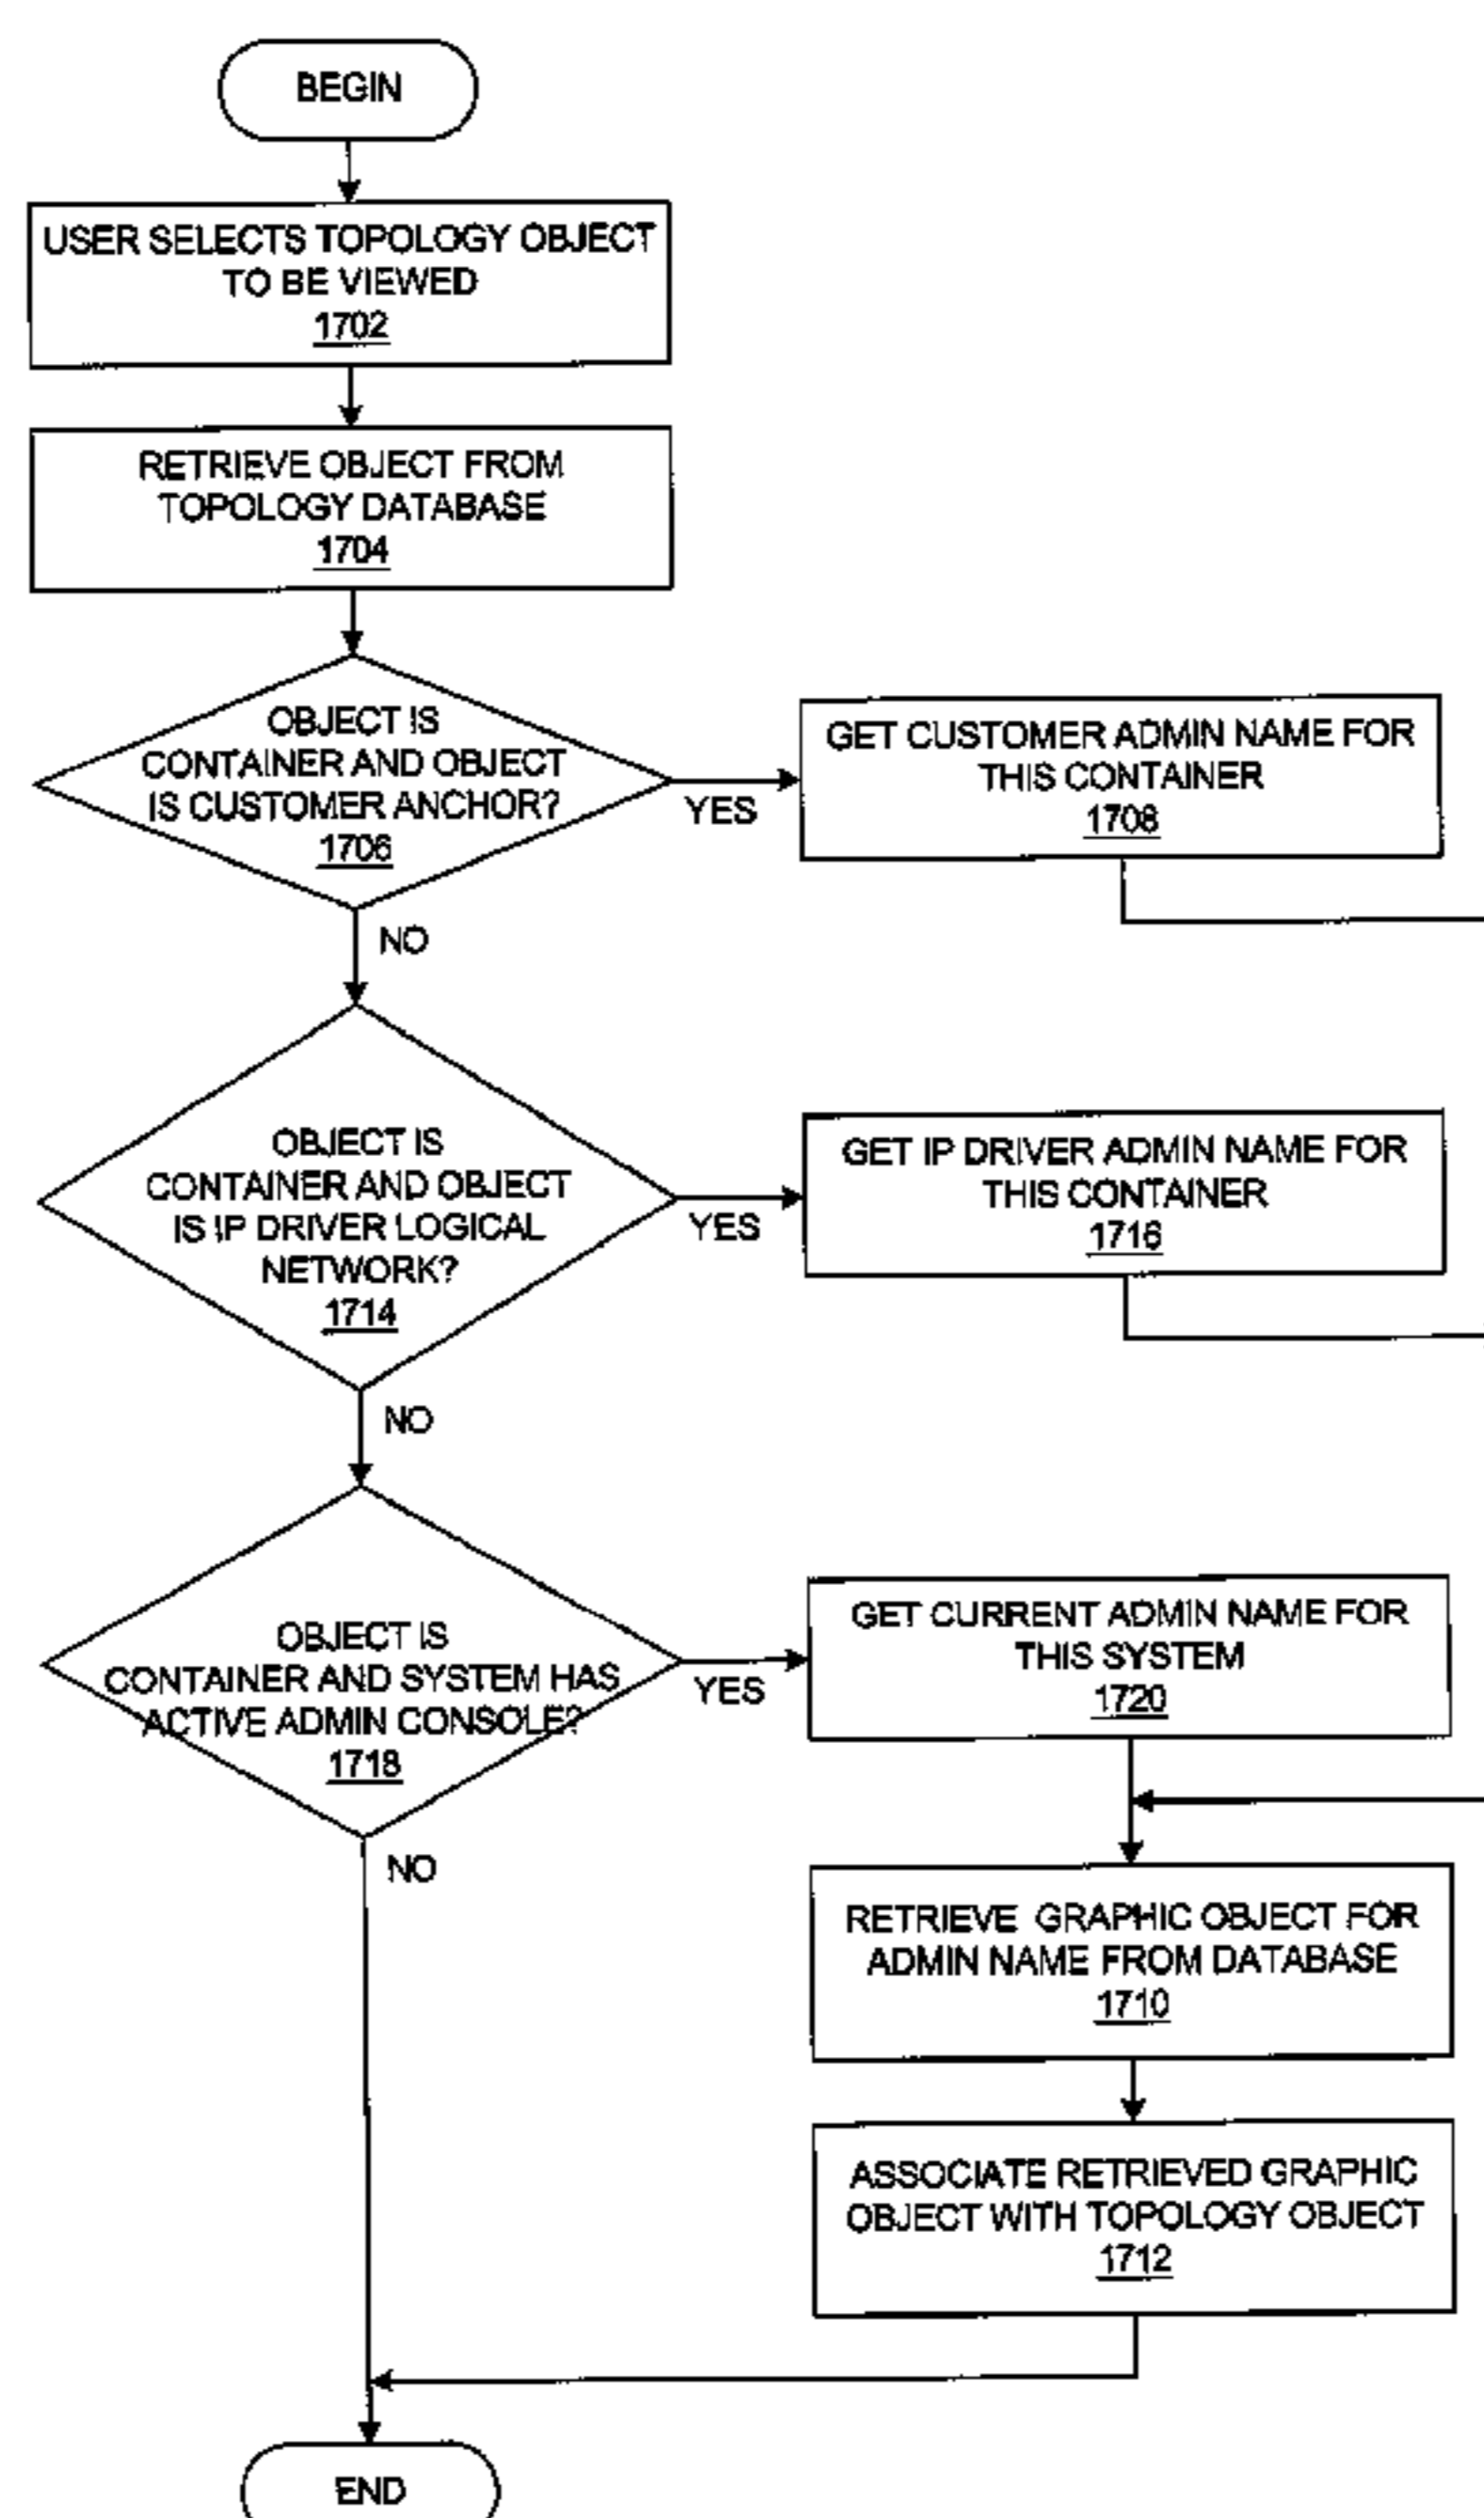 BEGIN
USER SELECTS TOPOLOGY OBJECT
TO BE VIEWED
1702
RETRIEVE OBJECT FROM
TOPOLOGY DATABASE
1704
OBJECT IS
CONTAINER AND OBJECT
IS CUSTOMER ANCHOR?
1706
YES
GET CUSTOMER ADMIN NAME FOR
THIS CONTAINER
1708
NO
OBJECT IS
CONTAINER AND OBJECT
IS IP DRIVER LOGICAL
NETWORK?
1714
YES
GET IP DRIVER ADMIN NAME FOR
THIS CONTAINER
1716
NO
OBJECT IS
CONTAINER AND SYSTEM HAS
ACTIVE ADMIN CONSOLE?
1718
YES
GET CURRENT ADMIN NAME FOR
THIS SYSTEM
1720
NO
RETRIEVE GRAPHIC OBJECT FOR
ADMIN NAME FROM DATABASE
1710
ASSOCIATE RETRIEVED GRAPHIC
OBJECT WITH TOPOLOGY OBJECT
1712
END